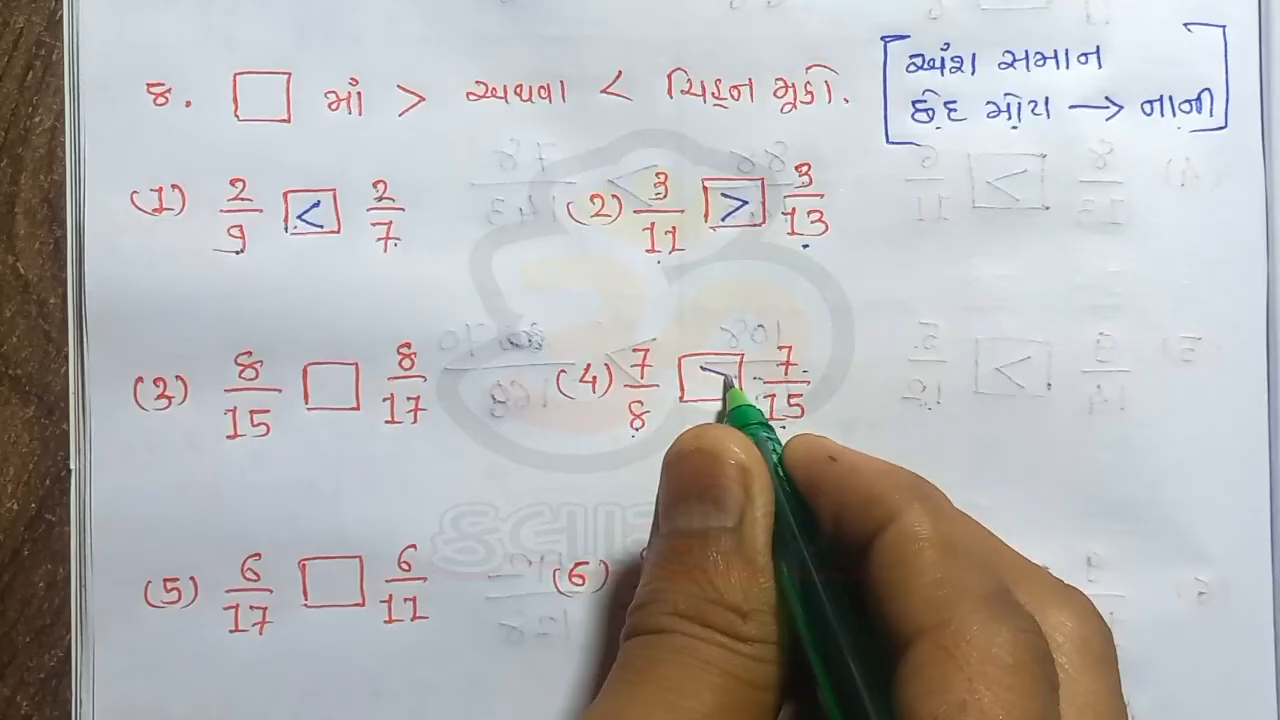 ૪. □ માં > અથવા < ચિહ્ન મૂકો.
[અંશ સમાન
છેદ મોટા → નાની]
(1) 2/9 < 2/7 (2) 3/11 > 3/13
(3) 8/15 □ 8/17 (4) 7/8 □ 7/15
(5) 6/17 □ 6/11 (6)